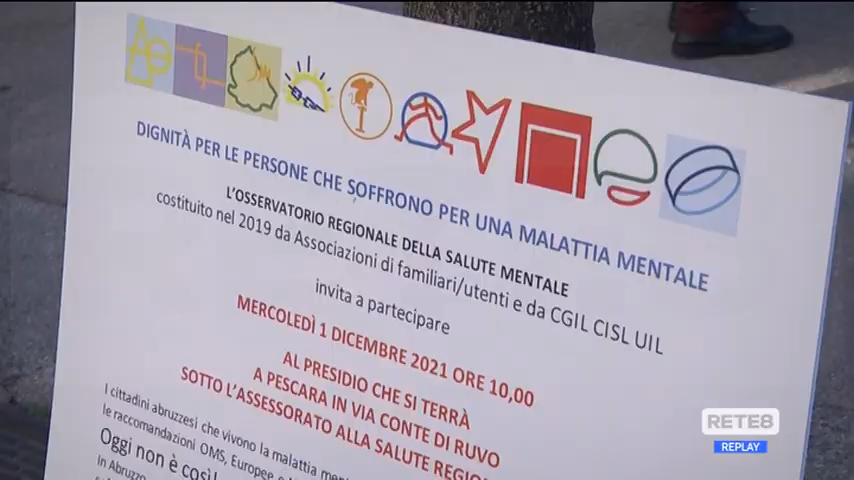 DIGNITÀ PER LE PERSONE CHE SOFFRONO PER UNA MALATTIA MENTALE
L'OSSERVATORIO REGIONALE DELLA SALUTE MENTALE
costituito nel 2019 da Associazioni di familiari/utenti e da CGIL CISL UIL
invita a partecipare
MERCOLEDÌ 1 DICEMBRE 2021 ORE 10,00
AL PRESIDIO CHE SI TERRÀ
A PESCARA IN VIA CONTE DI RUVO
SOTTO L'ASSESSORATO ALLA SALUTE REGIO
I cittadini abruzzesi che vivono la malattia men
le raccomandazioni OMS, Europee e
Oggi non è così!
In Abruzzo
RETE8
REPLAY